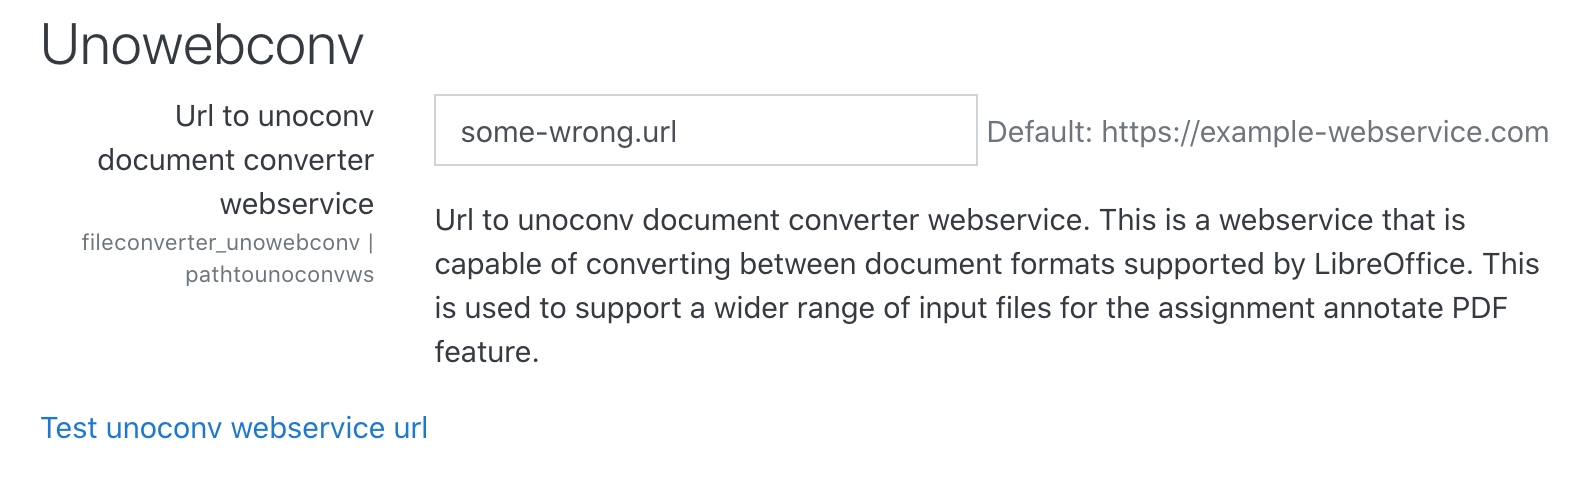 Unowebconv
Url to unoconv
document converter
webservice
fileconverter_unowebconv |
pathtounoconvws
some-wrong.url
Default: https://example-webservice.com
Url to unoconv document converter webservice. This is a webservice that is
capable of converting between document formats supported by LibreOffice. This
is used to support a wider range of input files for the assignment annotate PDF
feature.
Test unoconv webservice url